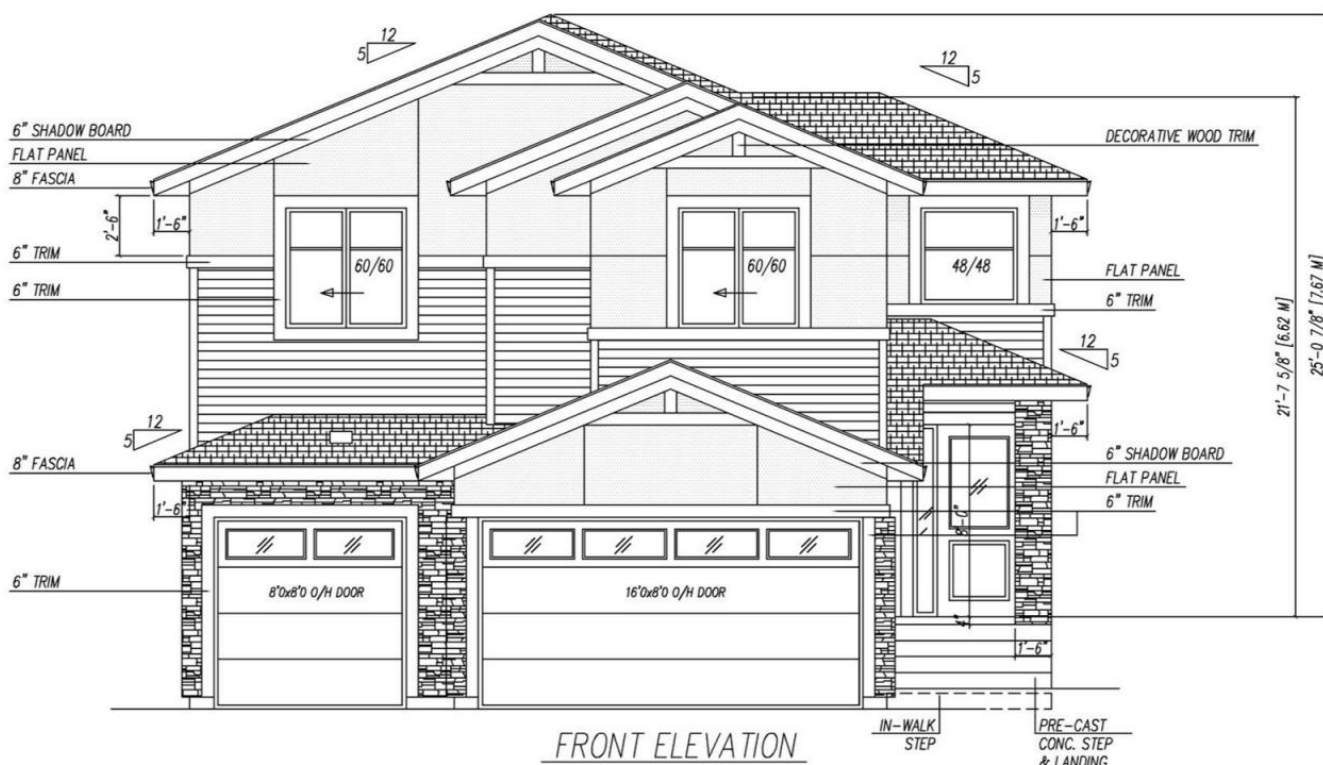 12
5
12
5
6" SHADOW BOARD
FLAT PANEL
8" FASCIA
DECORATIVE WOOD TRIM
2'-6"
1'-6"
1'-6"
6" TRIM
60/60
60/60
48/48
FLAT PANEL
6" TRIM
6" TRIM
21'-7 5/8" [6.62 M]
25'-0 7/8" [7.67 M]
12
5
12
5
1'-6"
8" FASCIA
6" SHADOW BOARD
FLAT PANEL
6" TRIM
1'-6"
8'-0"
6" TRIM
8'0x8'0 O/H DOOR
16'0x8'0 O/H DOOR
4"
1'-6"
IN-WALK
STEP
PRE-CAST
CONC. STEP
& LANDING
FRONT ELEVATION